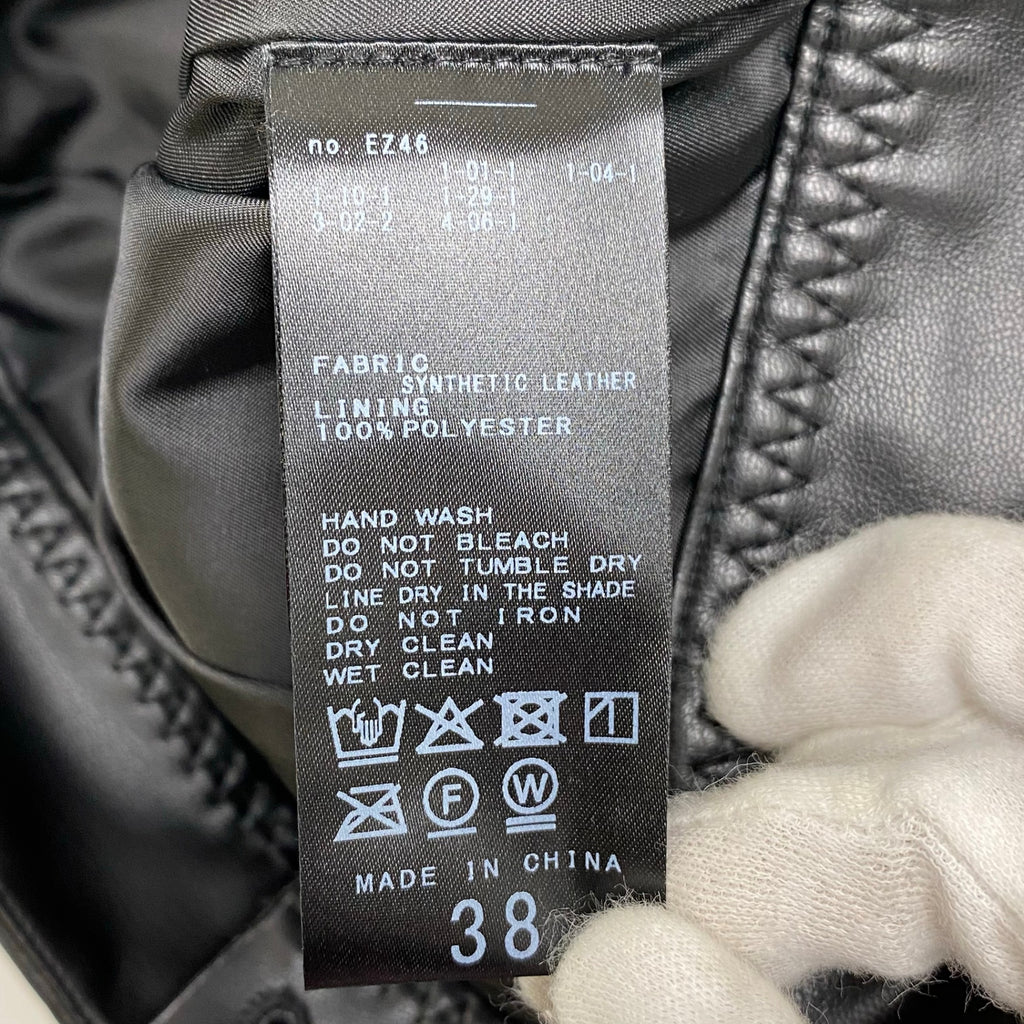 no EZ46
1-01-1 1-04-1
1-10-1 1-29-1
3-02-2 4-06-1
FABRIC
SYNTHETIC LEATHER
LINING
100% POLYESTER
HAND WASH
DO NOT BLEACH
DO NOT TUMBLE DRY
LINE DRY IN THE SHADE
DO NOT IRON
DRY CLEAN
WET CLEAN
F W
MADE IN CHINA
38